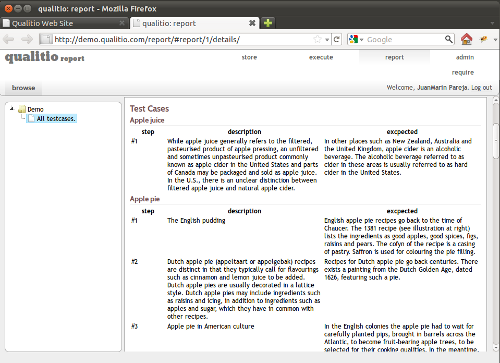 qualitio: report - Mozilla Firefox
Qualitio Web Site
qualitio: report
http://demo.qualitio.com/report/#report/1/details/
Google
qualitio report
store execute report admin
require
browse
Welcome, JuanMarin Pareja. Log out
Demo
All testcases.
Test Cases
Apple juice
step description excpected
#1 While apple juice generally refers to the filtered, In other places such as New Zealand, Australia and
pasteurised product of apple pressing, an unfiltered the United Kingdom, apple cider is an alcoholic
and sometimes unpasteurised product commonly beverage. The alcoholic beverage referred to as
known as apple cider in the United States and parts cider in these areas is usually referred to as hard
of Canada may be packaged and sold as apple juice. cider in the United States.
In the U.S., there is an unclear distinction between
filtered apple juice and natural apple cider.
Apple pie
step description excpected
#1 The English pudding English apple pie recipes go back to the time of
Chaucer. The 1381 recipe (see illustration at right)
lists the ingredients as good apples, good spices, figs,
raisins and pears. The cofyn of the recipe is a casing
of pastry. Saffron is used for colouring the pie filling.
#2 Dutch apple pie (appeltaart or appelgebak) recipes Recipes for Dutch apple pie go back centuries. There
are distinct in that they typically call for flavourings exists a painting from the Dutch Golden Age, dated
such as cinnamon and lemon juice to be added. 1626, featuring such a pie.
Dutch apple pies are usually decorated in a lattice
style. Dutch apple pies may include ingredients such
as raisins and icing, in addition to ingredients such as
apples and sugar, which they have in common with
other recipes.
#3 Apple pie in American culture In the English colonies the apple pie had to wait for
carefully planted pips, brought in barrels across the
Atlantic, to become fruit-bearing apple trees, to be
selected for their cooking qualities. In the meantime,